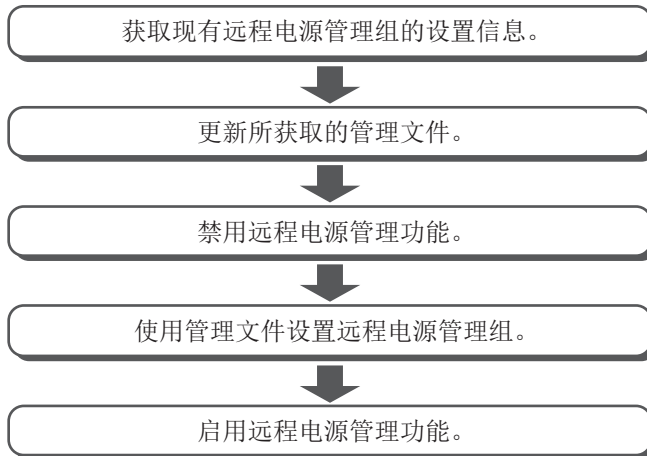 获取现有远程电源管理组的设置信息。
更新所获取的管理文件。
禁用远程电源管理功能。
使用管理文件设置远程电源管理组。
启用远程电源管理功能。